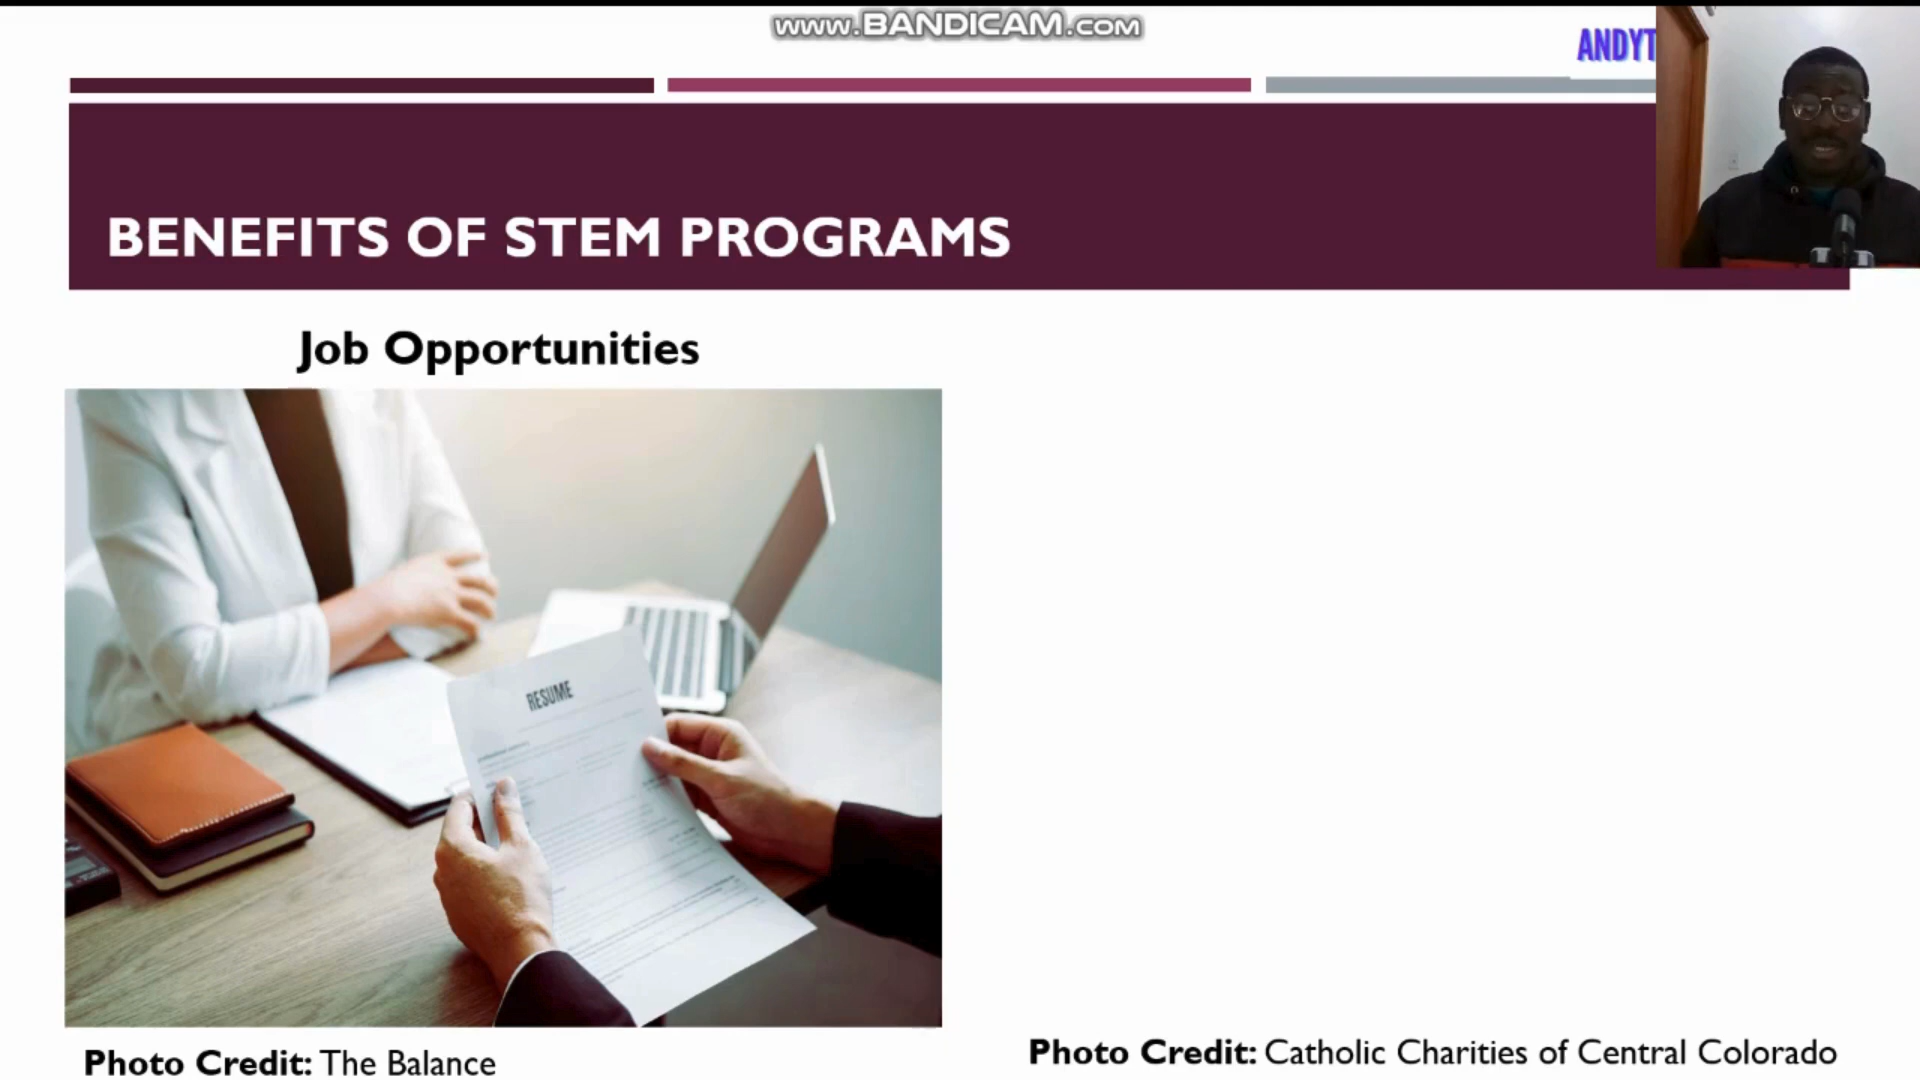 www.BANDICAM.com
ANDYT
BENEFITS OF STEM PROGRAMS
Job Opportunities
RESUME
Photo Credit: The Balance
Photo Credit: Catholic Charities of Central Colorado